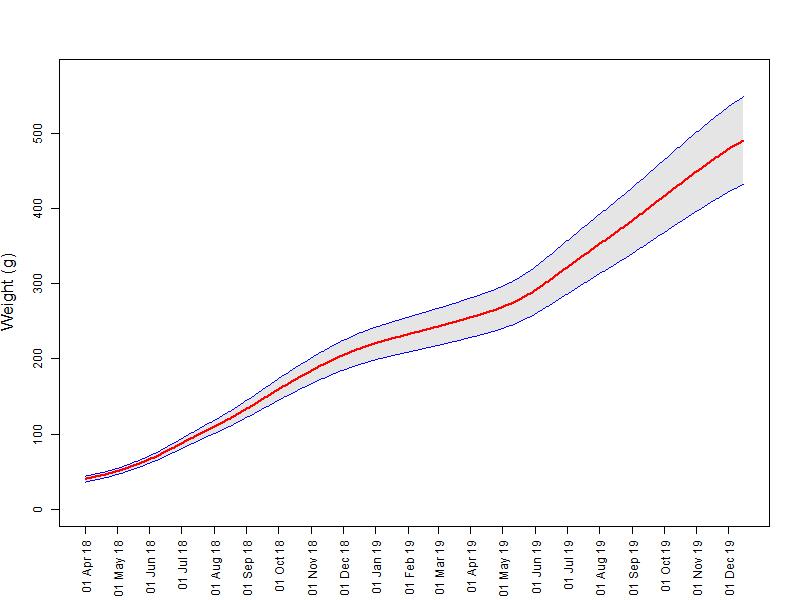 Weight (g)
500
400
300
200
100
0
01 Apr 18
01 May 18
01 Jun 18
01 Jul 18
01 Aug 18
01 Sep 18
01 Oct 18
01 Nov 18
01 Dec 18
01 Jan 19
01 Feb 19
01 Mar 19
01 Apr 19
01 May 19
01 Jun 19
01 Jul 19
01 Aug 19
01 Sep 19
01 Oct 19
01 Nov 19
01 Dec 19